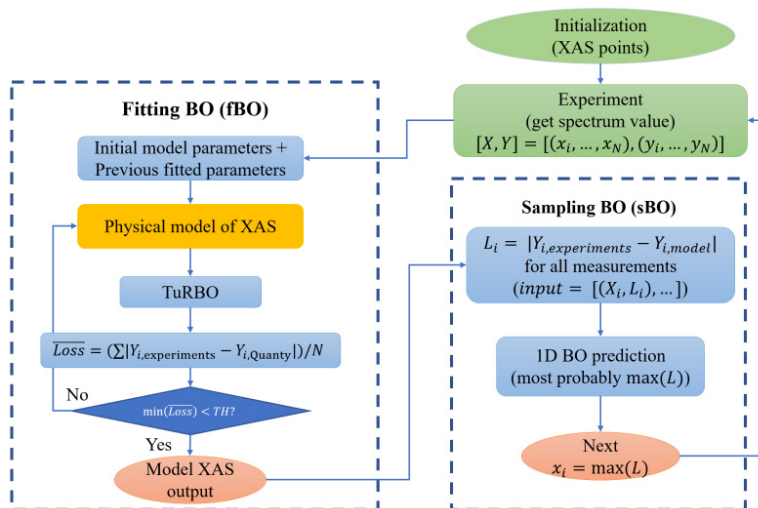 Initialization
(XAS points)
Experiment
(get spectrum value)
[X, Y] = [(x_i, …, x_N), (y_i, …, y_N)]
Fitting BO (fBO)
Initial model parameters +
Previous fitted parameters
Physical model of XAS
TuRBO
\overline{Loss} = (∑|Y_{i,experiments} − Y_{i,Quanty}|)/N
No
min(\overline{Loss}) < TH?
Yes
Model XAS
output
Sampling BO (sBO)
L_i = |Y_{i,experiments} − Y_{i,model}|
for all measurements
(input = [(X_i, L_i), …])
1D BO prediction
(most probably max(L))
Next
x_i = max(L)